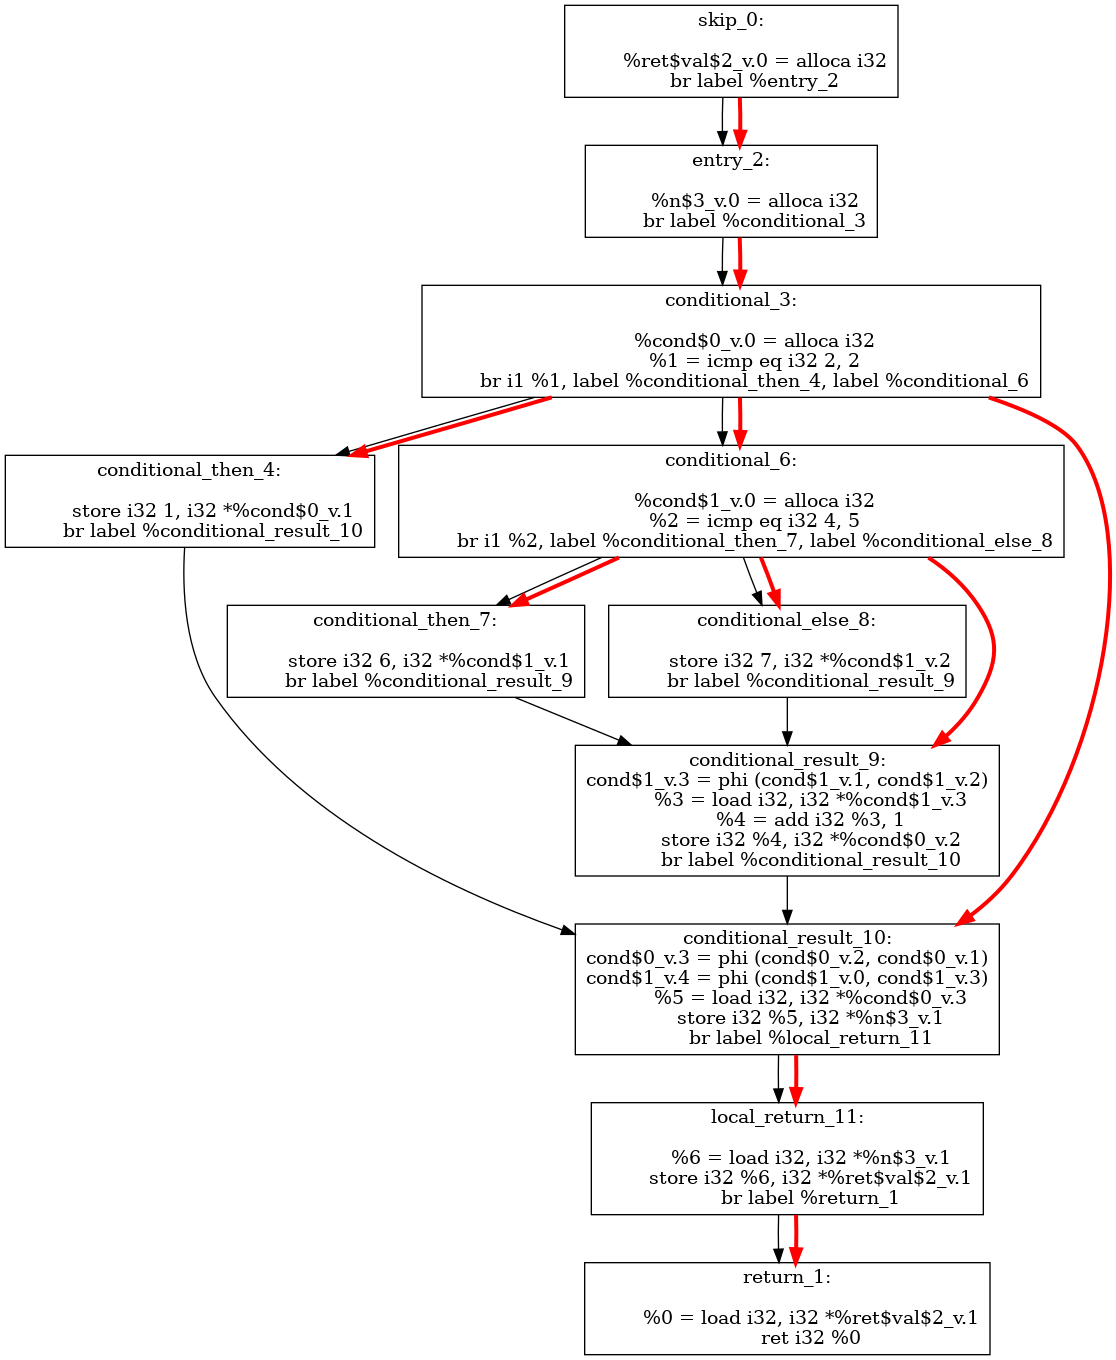 skip_0:
%ret$val$2_v.0 = alloca i32
br label %entry_2
entry_2:
%n$3_v.0 = alloca i32
br label %conditional_3
conditional_3:
%cond$0_v.0 = alloca i32
%1 = icmp eq i32 2, 2
br i1 %1, label %conditional_then_4, label %conditional_6
conditional_then_4:
store i32 1, i32 *%cond$0_v.1
br label %conditional_result_10
conditional_6:
%cond$1_v.0 = alloca i32
%2 = icmp eq i32 4, 5
br i1 %2, label %conditional_then_7, label %conditional_else_8
conditional_then_7:
store i32 6, i32 *%cond$1_v.1
br label %conditional_result_9
conditional_else_8:
store i32 7, i32 *%cond$1_v.2
br label %conditional_result_9
conditional_result_9:
cond$1_v.3 = phi (cond$1_v.1, cond$1_v.2)
%3 = load i32, i32 *%cond$1_v.3
%4 = add i32 %3, 1
store i32 %4, i32 *%cond$0_v.2
br label %conditional_result_10
conditional_result_10:
cond$0_v.3 = phi (cond$0_v.2, cond$0_v.1)
cond$1_v.4 = phi (cond$1_v.0, cond$1_v.3)
%5 = load i32, i32 *%cond$0_v.3
store i32 %5, i32 *%n$3_v.1
br label %local_return_11
local_return_11:
%6 = load i32, i32 *%n$3_v.1
store i32 %6, i32 *%ret$val$2_v.1
br label %return_1
return_1:
%0 = load i32, i32 *%ret$val$2_v.1
ret i32 %0